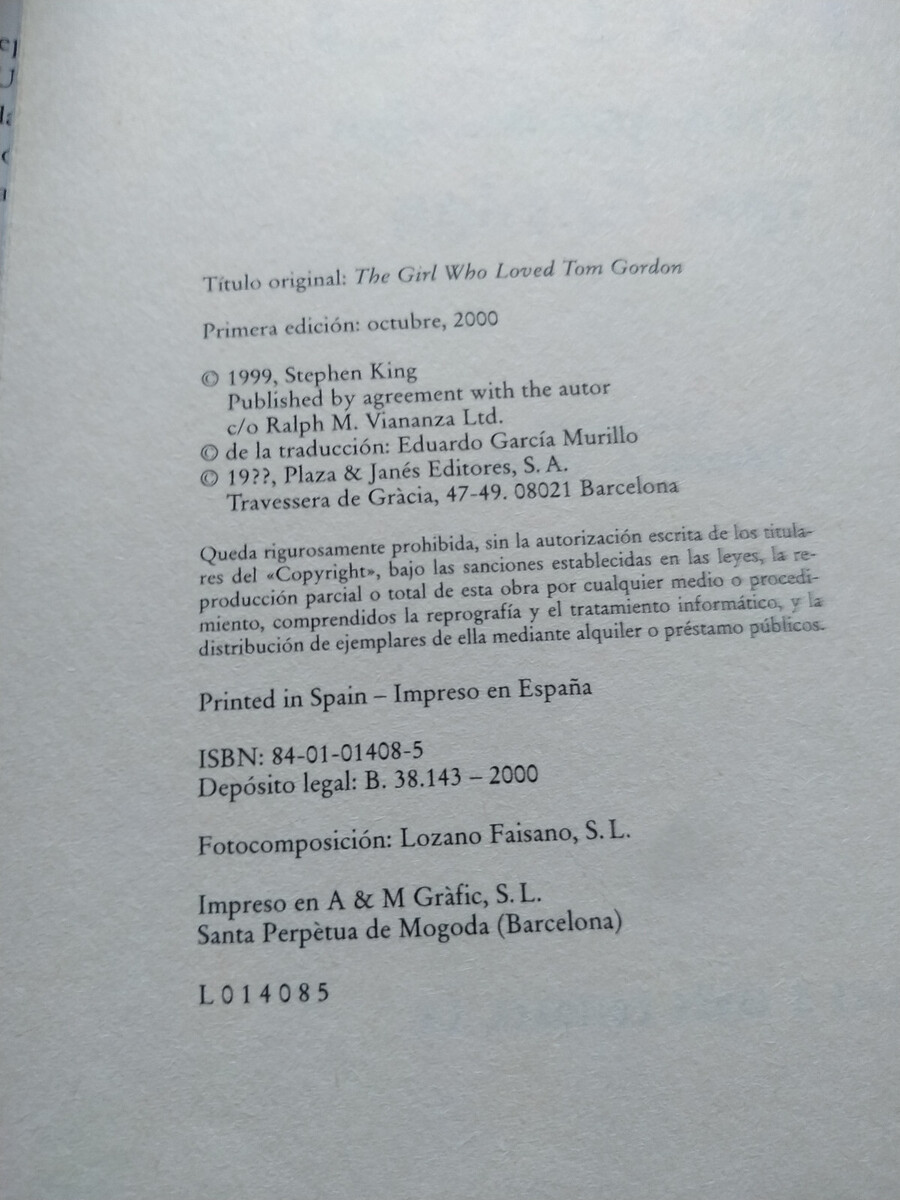 Título original: The Girl Who Loved Tom Gordon
Primera edición: octubre, 2000
© 1999, Stephen King
Published by agreement with the autor
c/o Ralph M. Viananza Ltd.
© de la traducción: Eduardo García Murillo
© 19??, Plaza & Janés Editores, S. A.
Travessera de Gràcia, 47-49. 08021 Barcelona
Queda rigurosamente prohibida, sin la autorización escrita de los titula-
res del «Copyright», bajo las sanciones establecidas en las leyes, la re-
producción parcial o total de esta obra por cualquier medio o procedi-
miento, comprendidos la reprografía y el tratamiento informático, y la
distribución de ejemplares de ella mediante alquiler o préstamo públicos.
Printed in Spain – Impreso en España
ISBN: 84-01-01408-5
Depósito legal: B. 38.143 – 2000
Fotocomposición: Lozano Faisano, S. L.
Impreso en A & M Gràfic, S. L.
Santa Perpètua de Mogoda (Barcelona)
L 0 1 4 0 8 5